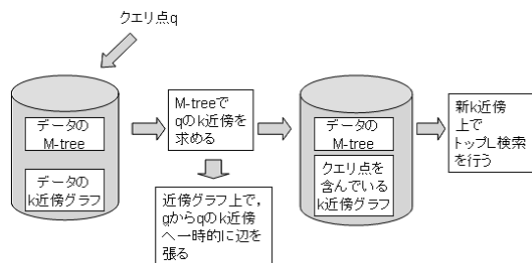 クエリ点q
データの
M-tree
データの
k近傍グラフ
M-treeで
qのk近傍を
求める
近傍グラフ上で,
qからqのk近傍
へ一時的に辺を
張る
データの
M-tree
クエリ点を
含んでいる
k近傍グラフ
新k近傍
上で
トップL検索
を行う